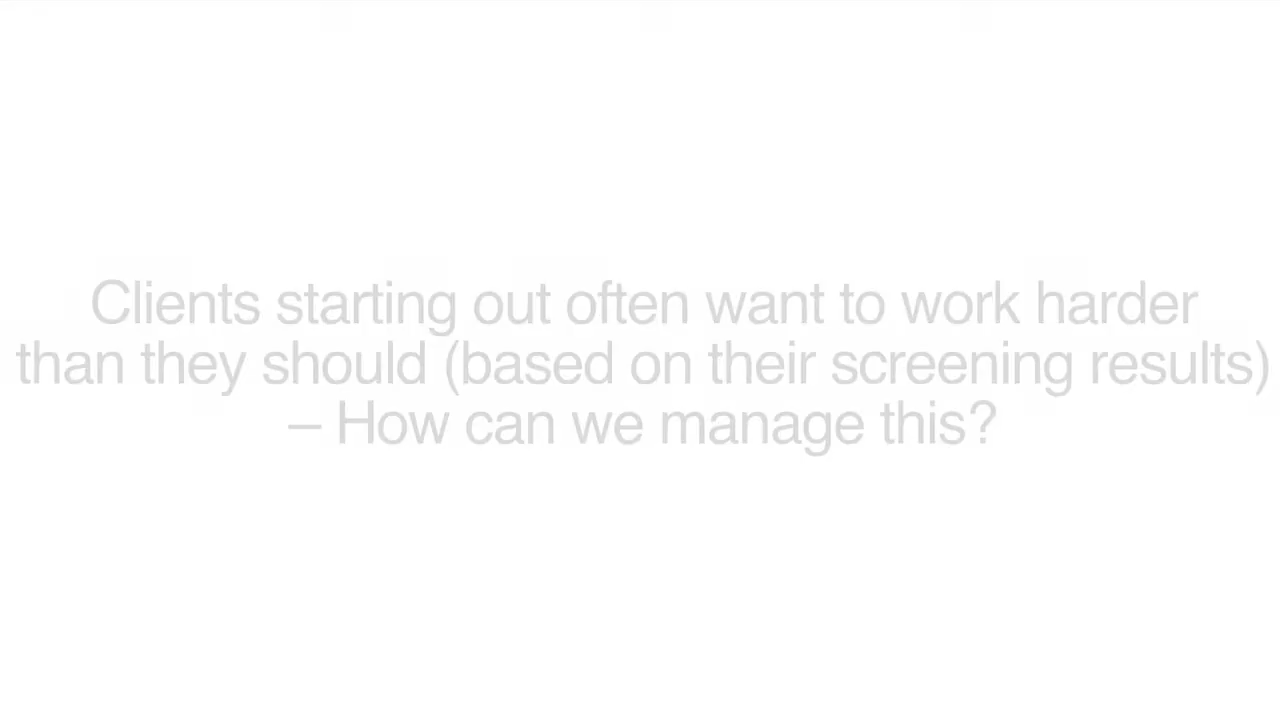 Clients starting out often want to work harder
than they should (based on their screening results)
– How can we manage this?